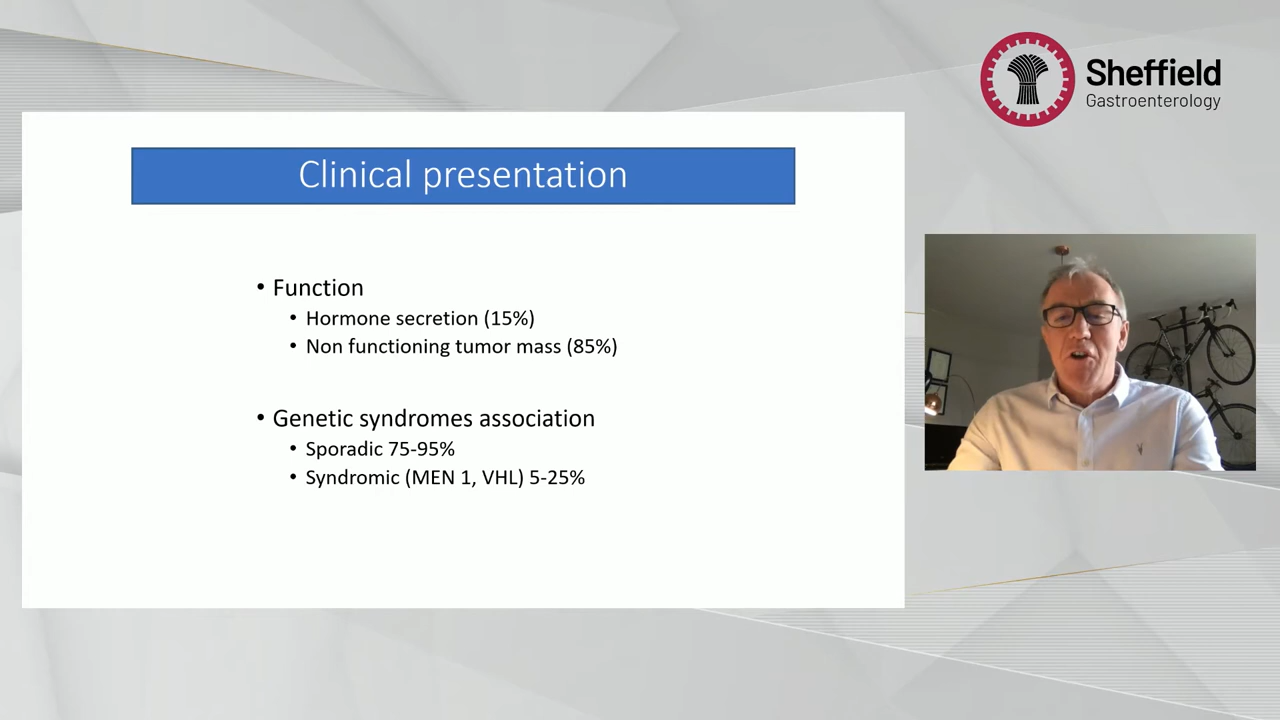 Sheffield
Gastroenterology
Clinical presentation
• Function
• Hormone secretion (15%)
• Non functioning tumor mass (85%)
• Genetic syndromes association
• Sporadic 75-95%
• Syndromic (MEN 1, VHL) 5-25%